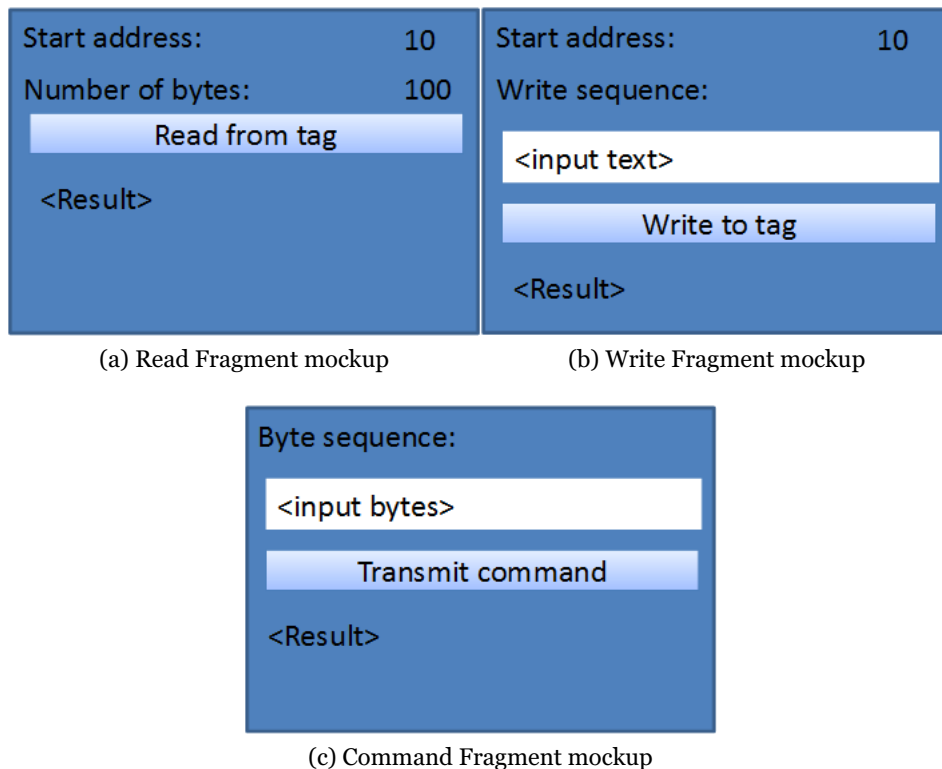 Start address: 10
Number of bytes: 100
Read from tag
<Result>
(a) Read Fragment mockup
Start address: 10
Write sequence:
<input text>
Write to tag
<Result>
(b) Write Fragment mockup
Byte sequence:
<input bytes>
Transmit command
<Result>
(c) Command Fragment mockup